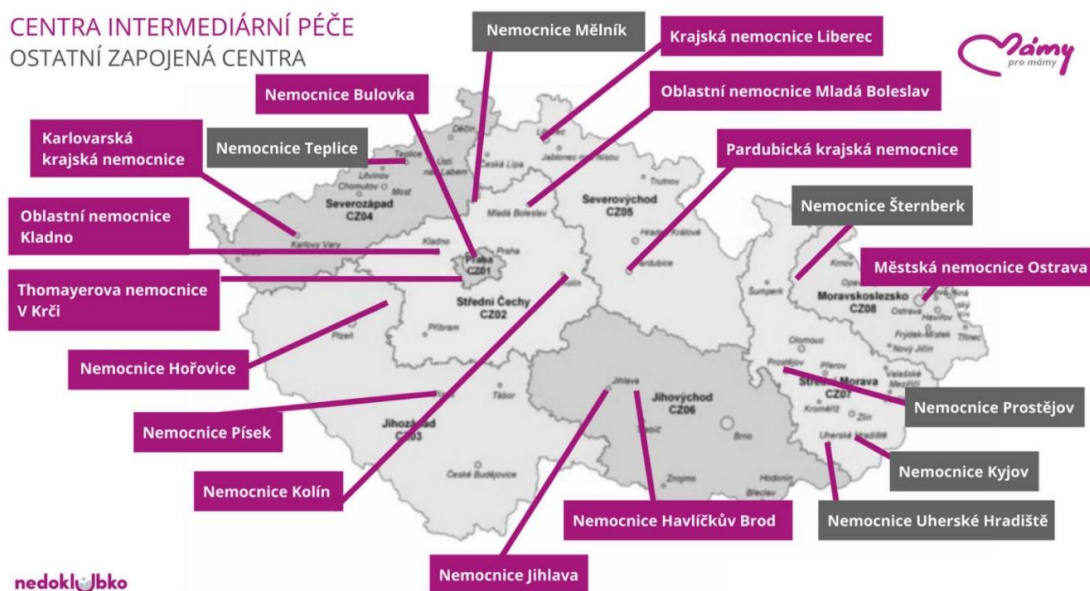 CENTRA INTERMEDIÁRNÍ PÉČE
OSTATNÍ ZAPOJENÁ CENTRA
Mámy
pro mámy
Nemocnice Mělník
Krajská nemocnice Liberec
Nemocnice Bulovka
Oblastní nemocnice Mladá Boleslav
Karlovarská
krajská nemocnice
Nemocnice Teplice
Pardubická krajská nemocnice
Nemocnice Šternberk
Oblastní nemocnice
Kladno
Městská nemocnice Ostrava
Thomayerova nemocnice
V Krči
Nemocnice Hořovice
Nemocnice Prostějov
Nemocnice Písek
Nemocnice Kyjov
Nemocnice Kolín
Nemocnice Havlíčkův Brod
Nemocnice Uherské Hradiště
Nemocnice Jihlava
nedoklubko
Děčín
Teplice
Ústí
nad Labem
Litvínov
Chomutov
Most
Severozápad
CZ04
Karlovy Vary
Česká Lípa
Jablonec nad Nisou
Trutnov
Mladá Boleslav
Severovýchod
CZ05
Hradec Králové
Pardubice
Kladno
Praha
Praha
CZ01
Kolín
Střední Čechy
CZ02
Příbram
Plzeň
Tábor
Jihozápad
CZ03
České Budějovice
Jihlava
Jihovýchod
CZ06
Třebíč
Brno
Znojmo
Hodonín
Břeclav
Šumperk
Krnov
Moravskoslezsko
CZ08
Ostrava
Havířov
Frýdek-Místek
Třinec
Nový Jičín
Olomouc
Prostějov
Přerov
Valašské
Meziříčí
Střední Morava
CZ07
Kroměříž
Zlín
Uherské Hradiště